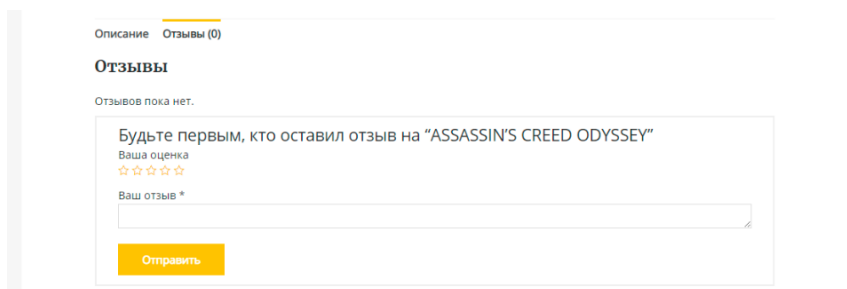 Описание Отзывы (0)
Отзывы
Отзывов пока нет.
Будьте первым, кто оставил отзыв на “ASSASSIN’S CREED ODYSSEY”
Ваша оценка
Ваш отзыв *
Отправить